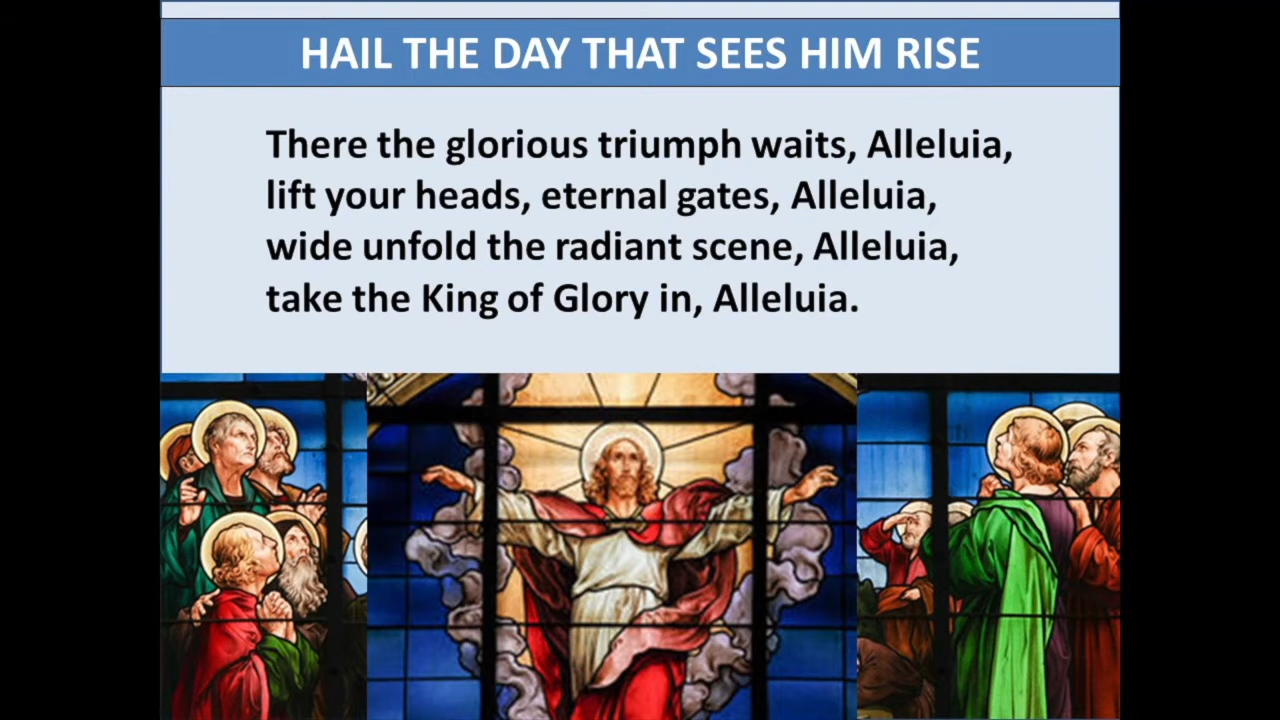 HAIL THE DAY THAT SEES HIM RISE
There the glorious triumph waits, Alleluia,
lift your heads, eternal gates, Alleluia,
wide unfold the radiant scene, Alleluia,
take the King of Glory in, Alleluia.